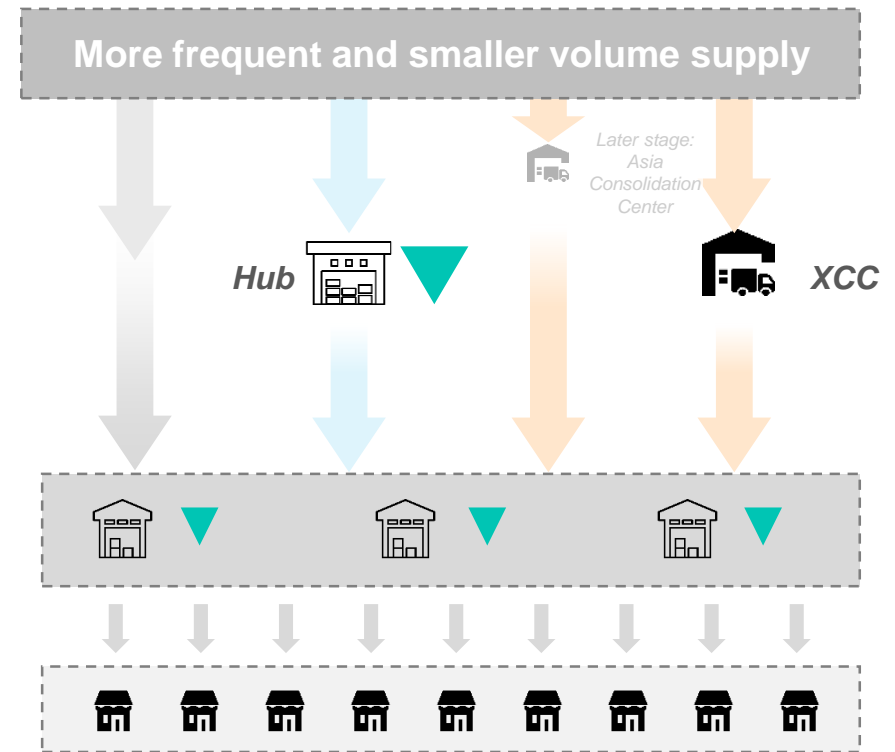 More frequent and smaller volume supply
Later stage:
Asia
Consolidation
Center
Hub
XCC